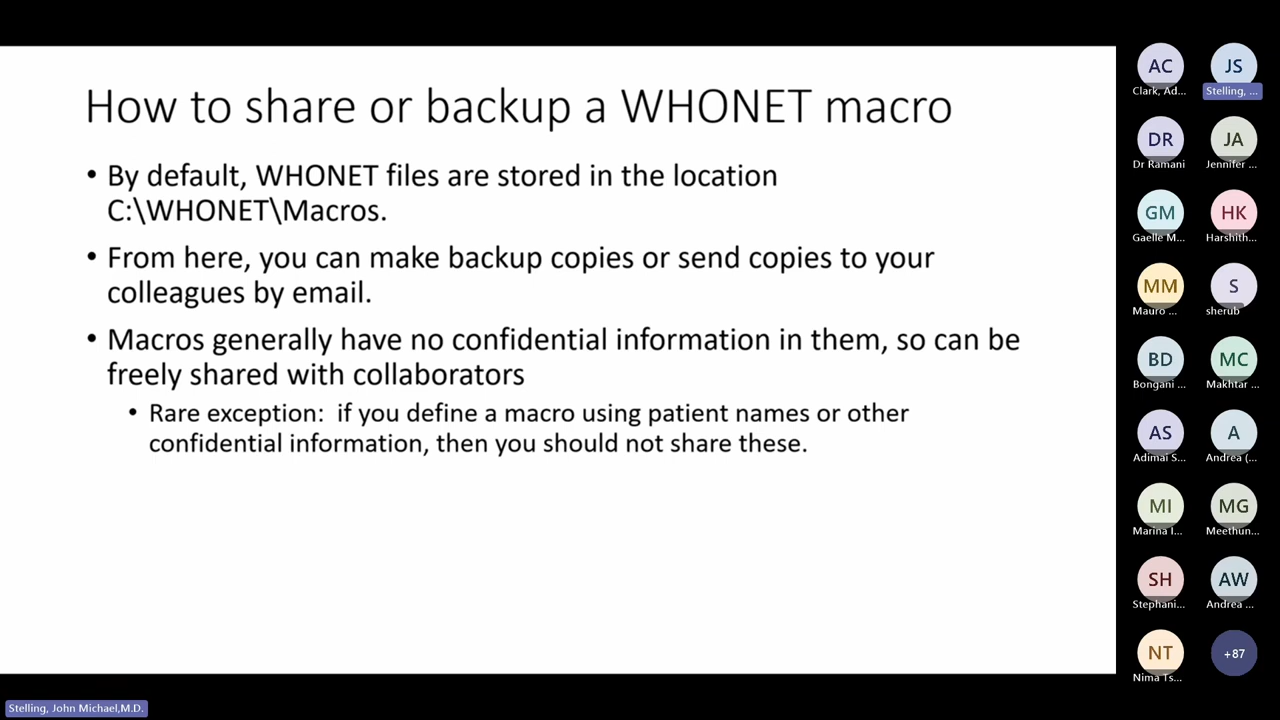 How to share or backup a WHONET macro
• By default, WHONET files are stored in the location
C:\WHONET\Macros.
• From here, you can make backup copies or send copies to your
colleagues by email.
• Macros generally have no confidential information in them, so can be
freely shared with collaborators
• Rare exception:  if you define a macro using patient names or other
confidential information, then you should not share these.
AC
Clark, Ad...
JS
Stelling, ...
DR
Dr Ramani
JA
Jennifer ...
GM
Gaelle M...
HK
Harshith...
MM
Mauro ...
S
sherub
BD
Bongani ...
MC
Makhtar ...
AS
Adimai S...
A
Andrea (...
MI
Marina I...
MG
Meethun...
SH
Stephani...
AW
Andrea ...
NT
Nima Ts...
+87
Stelling, John Michael,M.D.